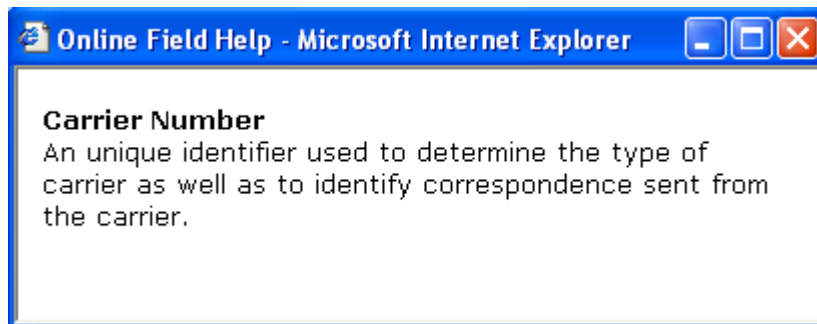 Online Field Help - Microsoft Internet Explorer
Carrier Number
An unique identifier used to determine the type of
carrier as well as to identify correspondence sent from
the carrier.